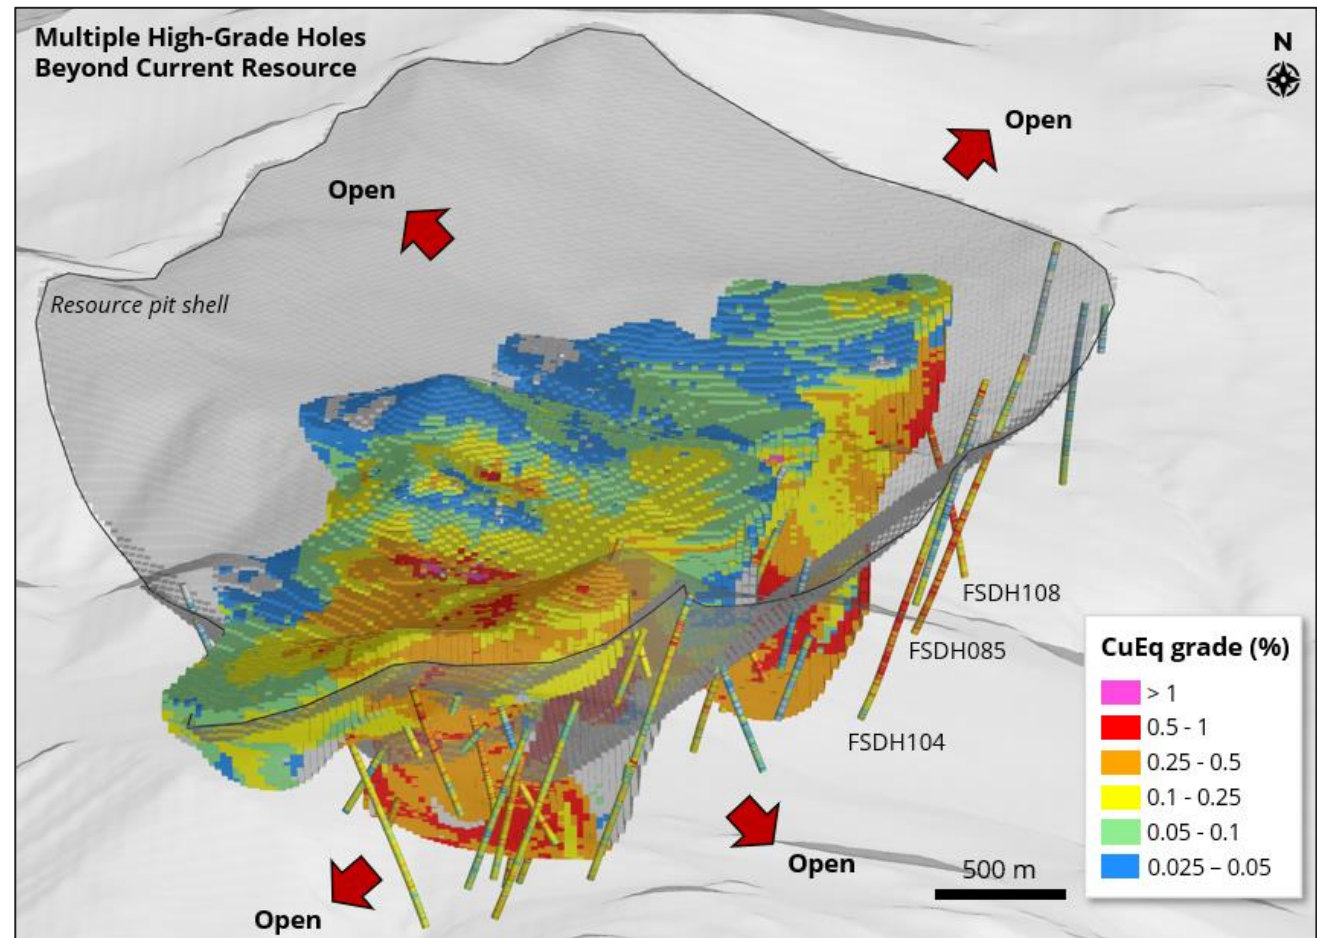 Multiple High-Grade Holes
Beyond Current Resource
N
Open
Open
Resource pit shell
FSDH108
FSDH085
FSDH104
CuEq grade (%)
> 1
0.5 - 1
0.25 - 0.5
0.1 - 0.25
0.05 - 0.1
0.025 – 0.05
500 m
Open
Open